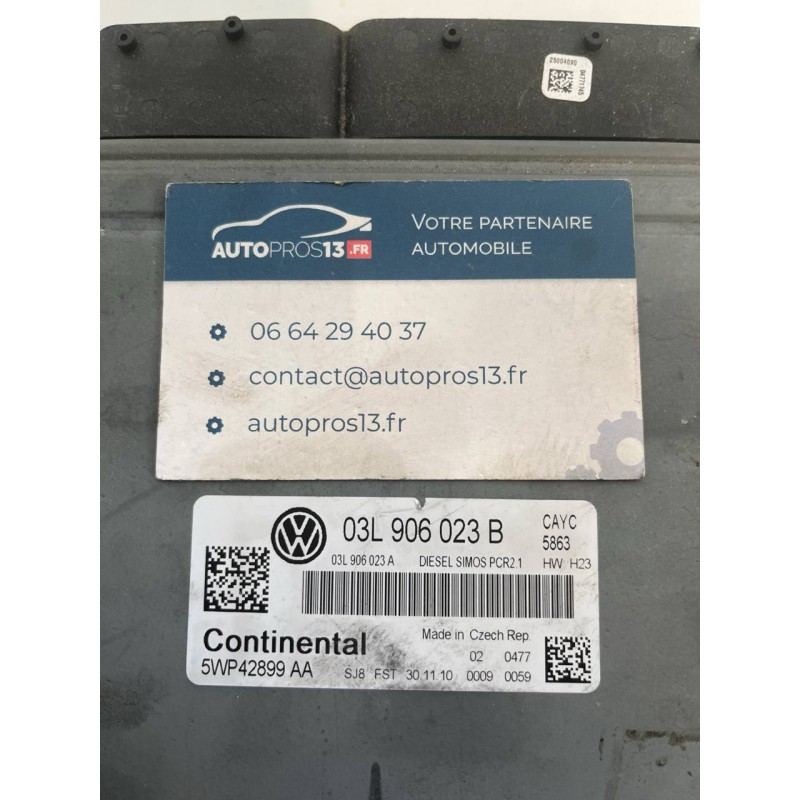 25004090
04771745
AUTOPROS13.FR
VOTRE PARTENAIRE
AUTOMOBILE
06 64 29 40 37
contact@autopros13.fr
autopros13.fr
03L 906 023 B
CAYC
5863
03L 906 023 A DIESEL SIMOS PCR2.1 HW H23
Continental
Made in Czech Rep.
5WP42899 AA
02 0477
SJ8 FST 30.11.10 0009 0059